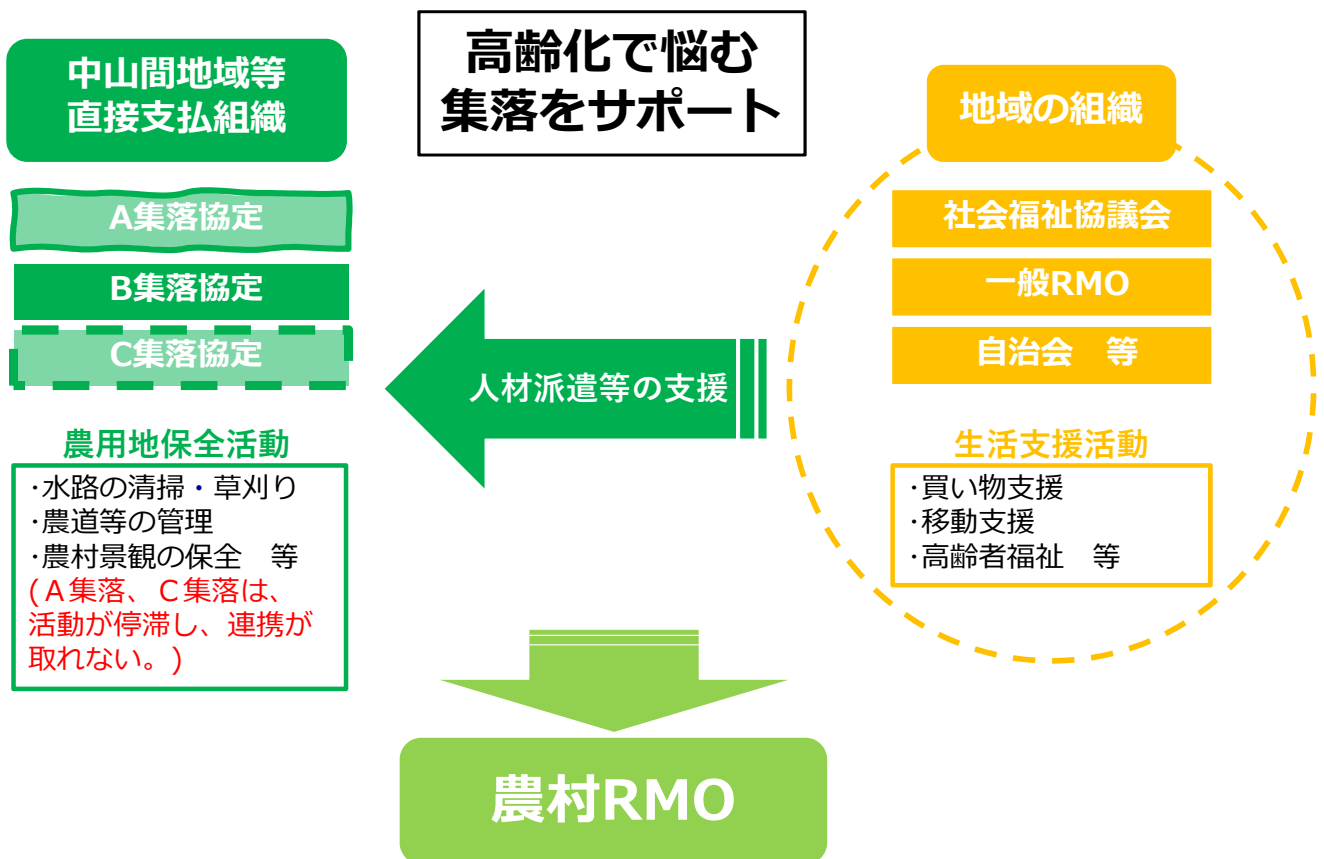 中山間地域等
直接支払組織
高齢化で悩む
集落をサポート
地域の組織
A集落協定
B集落協定
C集落協定
農用地保全活動
･水路の清掃・草刈り
･農道等の管理
･農村景観の保全　等
(Ａ集落、Ｃ集落は、
活動が停滞し、連携が
取れない。)
人材派遣等の支援
社会福祉協議会
一般RMO
自治会　等
生活支援活動
･買い物支援
･移動支援
･高齢者福祉　等
農村RMO